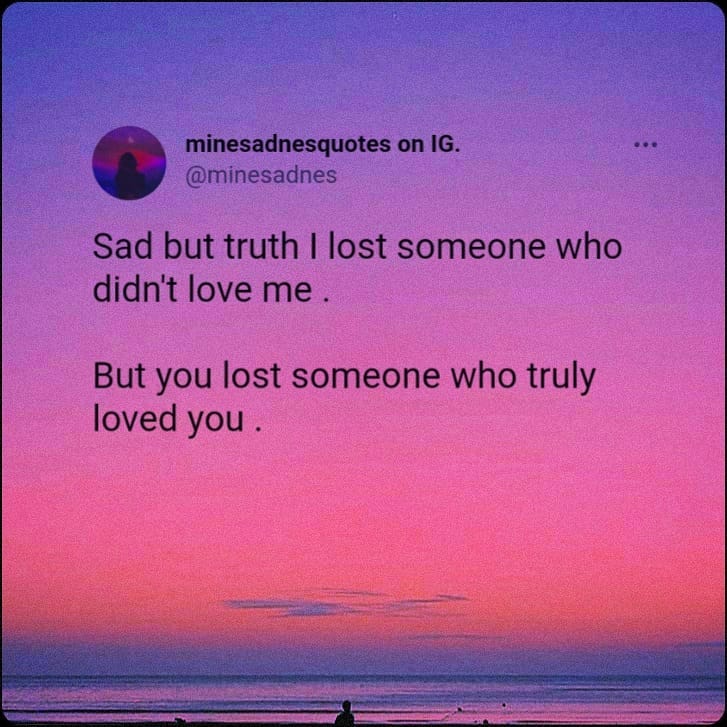 minesadnesquotes on IG.
@minesadnes
Sad but truth I lost someone who
didn't love me .
But you lost someone who truly
loved you .